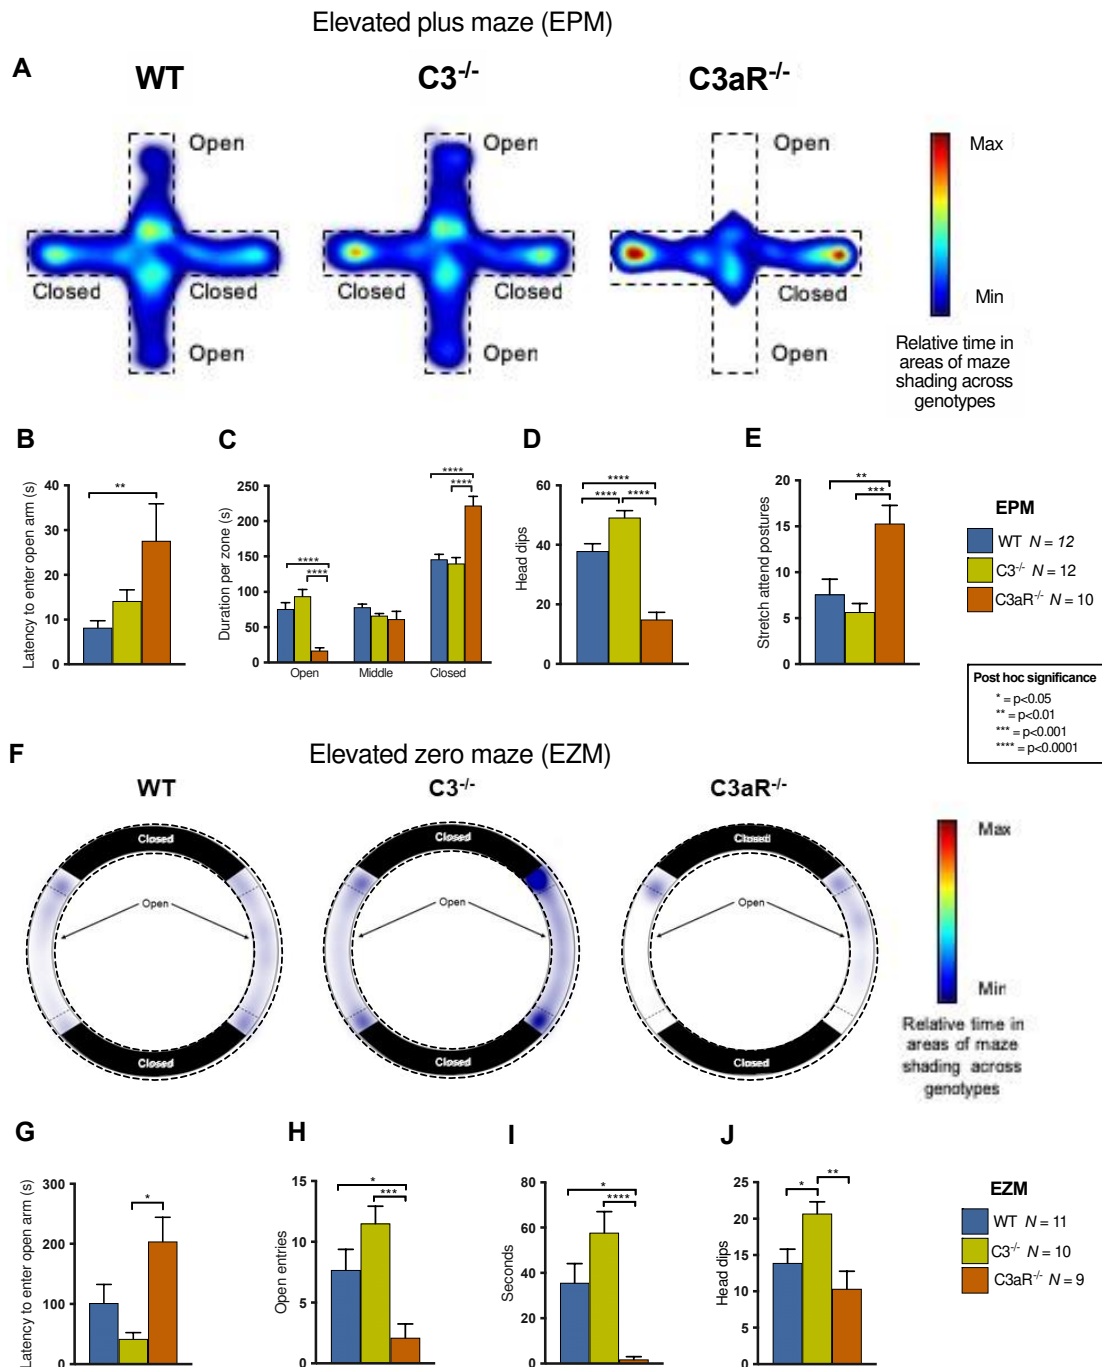 Elevated plus maze (EPM)
A
WT
C3-/-
C3aR-/-
Open
Open
Open
Max
Closed
Closed
Closed
Closed
Closed
Min
Open
Open
Open
Relative time in
areas of maze
shading across
genotypes
B
C
D
E
Latency to enter open arm (s)
40
30
20
10
0
**
Duration per zone (s)
250
200
150
100
50
0
****
****
****
****
Open
Middle
Closed
Head dips
60
40
20
0
****
****
****
Stretch attend postures
20
15
10
5
0
**
***
EPM
WT N = 12
C3-/- N = 12
C3aR-/- N = 10
Post hoc significance
* = p<0.05
** = p<0.01
*** = p<0.001
**** = p<0.0001
F
Elevated zero maze (EZM)
WT
C3-/-
C3aR-/-
Closed
Closed
Closed
Max
Open
Open
Open
Min
Closed
Closed
Closed
Relative time in
areas of maze
shading across
genotypes
G
H
I
J
Latency to enter open arm (s)
300
200
100
0
*
Open entries
15
10
5
0
*
***
Seconds
80
60
40
20
0
*
****
Head dips
25
20
15
10
5
0
*
**
EZM
WT N = 11
C3-/- N = 10
C3aR-/- N = 9